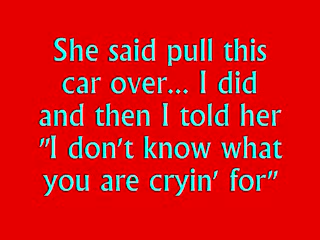 She said pull this
car over... I did
and then I told her
"I don't know what
you are cryin' for"